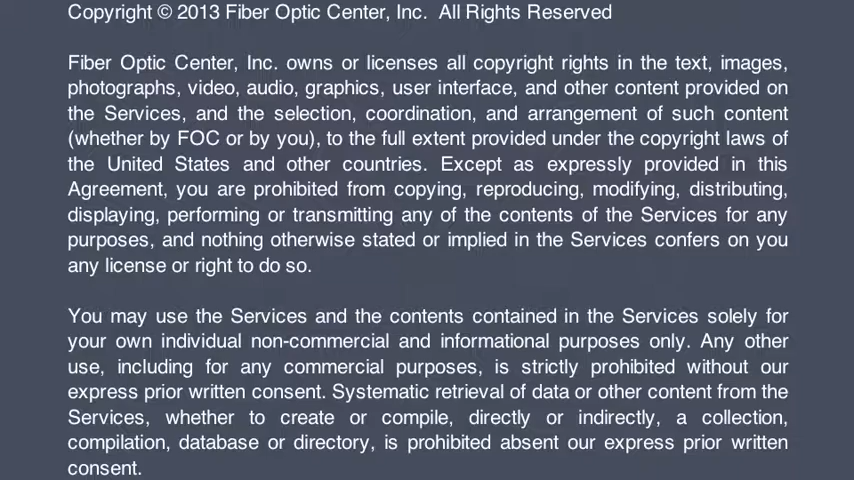 Copyright © 2013 Fiber Optic Center, Inc.  All Rights Reserved
Fiber Optic Center, Inc. owns or licenses all copyright rights in the text, images,
photographs, video, audio, graphics, user interface, and other content provided on
the Services, and the selection, coordination, and arrangement of such content
(whether by FOC or by you), to the full extent provided under the copyright laws of
the United States and other countries. Except as expressly provided in this
Agreement, you are prohibited from copying, reproducing, modifying, distributing,
displaying, performing or transmitting any of the contents of the Services for any
purposes, and nothing otherwise stated or implied in the Services confers on you
any license or right to do so.
You may use the Services and the contents contained in the Services solely for
your own individual non-commercial and informational purposes only. Any other
use, including for any commercial purposes, is strictly prohibited without our
express prior written consent. Systematic retrieval of data or other content from the
Services, whether to create or compile, directly or indirectly, a collection,
compilation, database or directory, is prohibited absent our express prior written
consent.